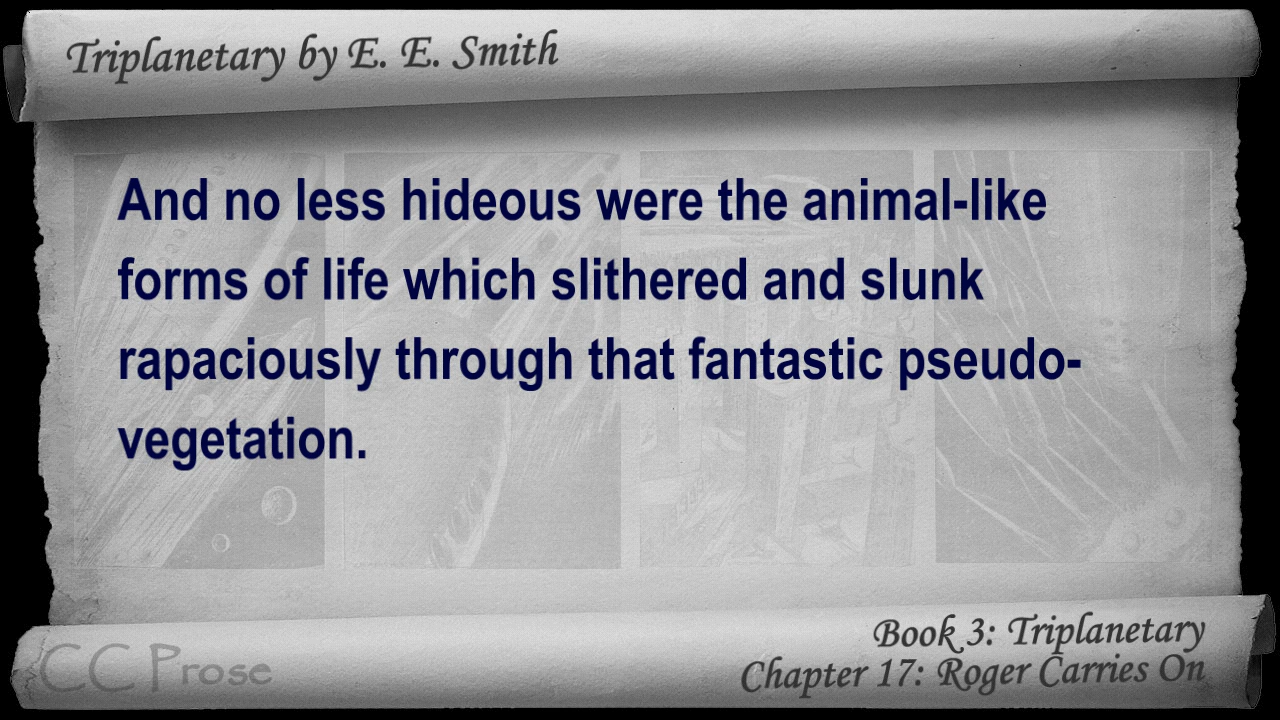 Triplanetary by E. E. Smith
And no less hideous were the animal-like
forms of life which slithered and slunk
rapaciously through that fantastic pseudo-
vegetation.
Book 3: Triplanetary
Chapter 17: Roger Carries On
CC Prose